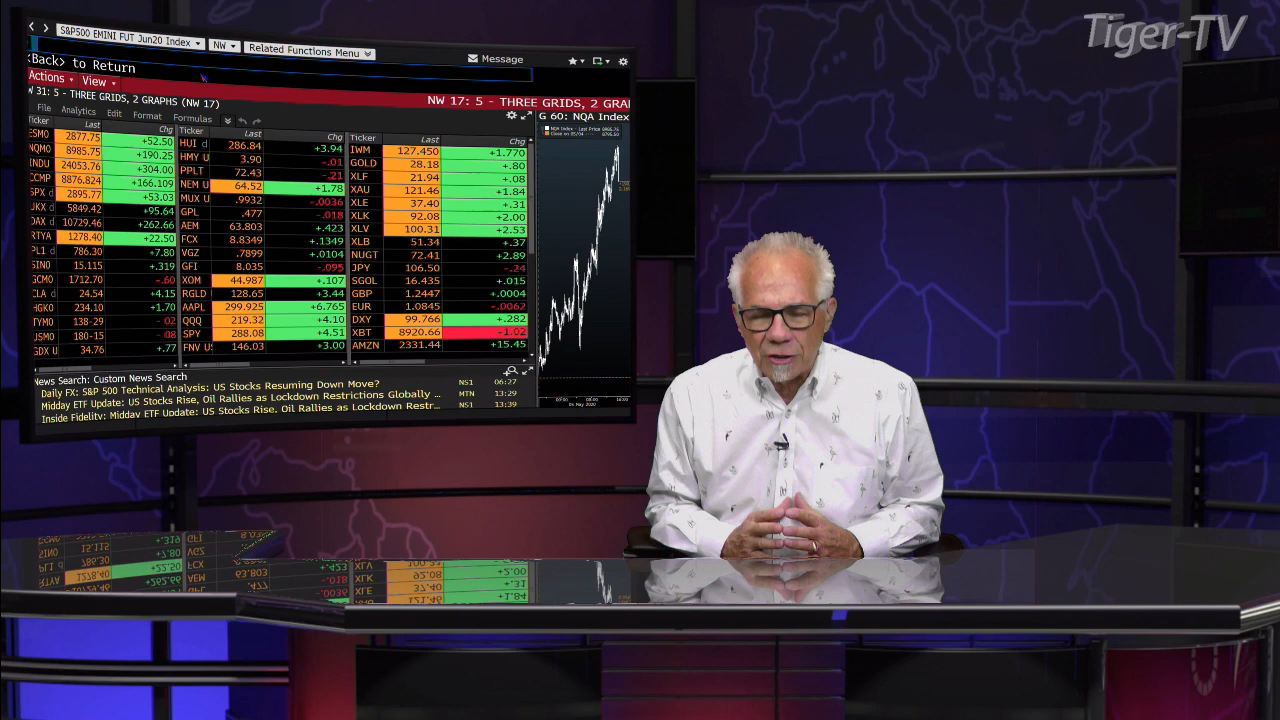 Tiger-TV
S&P500 EMINI FUT Jun20 Index NW Related Functions Menu
Message
<Back> to Return
Actions View
W 31: 5 - THREE GRIDS, 2 GRAPHS (NW 17) NW 17: 5 - THREE GRIDS, 2 GRA
File Analytics Edit Format Formulas
G 60: NQA Index
Ticker Last Chg Ticker Last Chg Ticker Last Chg
ESMO 2877.75 +52.50 HUI d 286.84 +3.94 IWM 127.450 +1.770
NQMO 8985.75 +190.25 HMY U 3.90 -.01 GOLD 28.18 +.80
INDU 24053.76 +304.00 PPLT 72.43 -.21 XLF 21.94 +.08
CCMP 8876.824 +166.109 NEM U 64.52 +1.78 XAU 121.46 +1.84
SPX 2895.77 +53.03 MUX U .9932 -.0036 XLE 37.40 +.31
UKX 5849.42 +95.64 GPL .477 -.018 XLK 92.08 +2.00
DAX 10729.46 +262.66 AEM 63.803 +.423 XLV 100.31 +2.53
RTYA 1278.40 +22.50 FCX 8.8349 +.1349 XLB 51.34 +.37
PL1 d 786.30 +7.80 VGZ .7899 +.0104 NUGT 72.41 +2.89
SINO 15.115 +.319 GFI 8.035 -.095 JPY 106.50 -.24
GCMO 1712.70 -.60 XOM 44.987 +.107 SGOL 16.435 +.015
CLA 24.54 +4.15 RGLD 128.65 +3.44 GBP 1.2447 +.0004
HGKO 234.10 +1.70 AAPL 299.925 +6.765 EUR 1.0845 -.0062
TYMO 138-29 -02 QQQ 219.32 +4.10 DXY 99.766 +.282
USMO 180-15 -08 SPY 288.08 +4.51 XBT 8920.66 -1.02
GDX U 34.76 +.77 FNV US 146.03 +3.00 AMZN 2331.44 +15.45
News Search: Custom News Search
Daily FX: S&P 500 Technical Analysis: US Stocks Resuming Down Move? NS1 06:27
Midday ETF Update: US Stocks Rise, Oil Rallies as Lockdown Restrictions Globally ... MTN 13:29
Inside Fidelity: Midday ETF Update: US Stocks Rise, Oil Rallies as Lockdown Restr... NS1 13:39